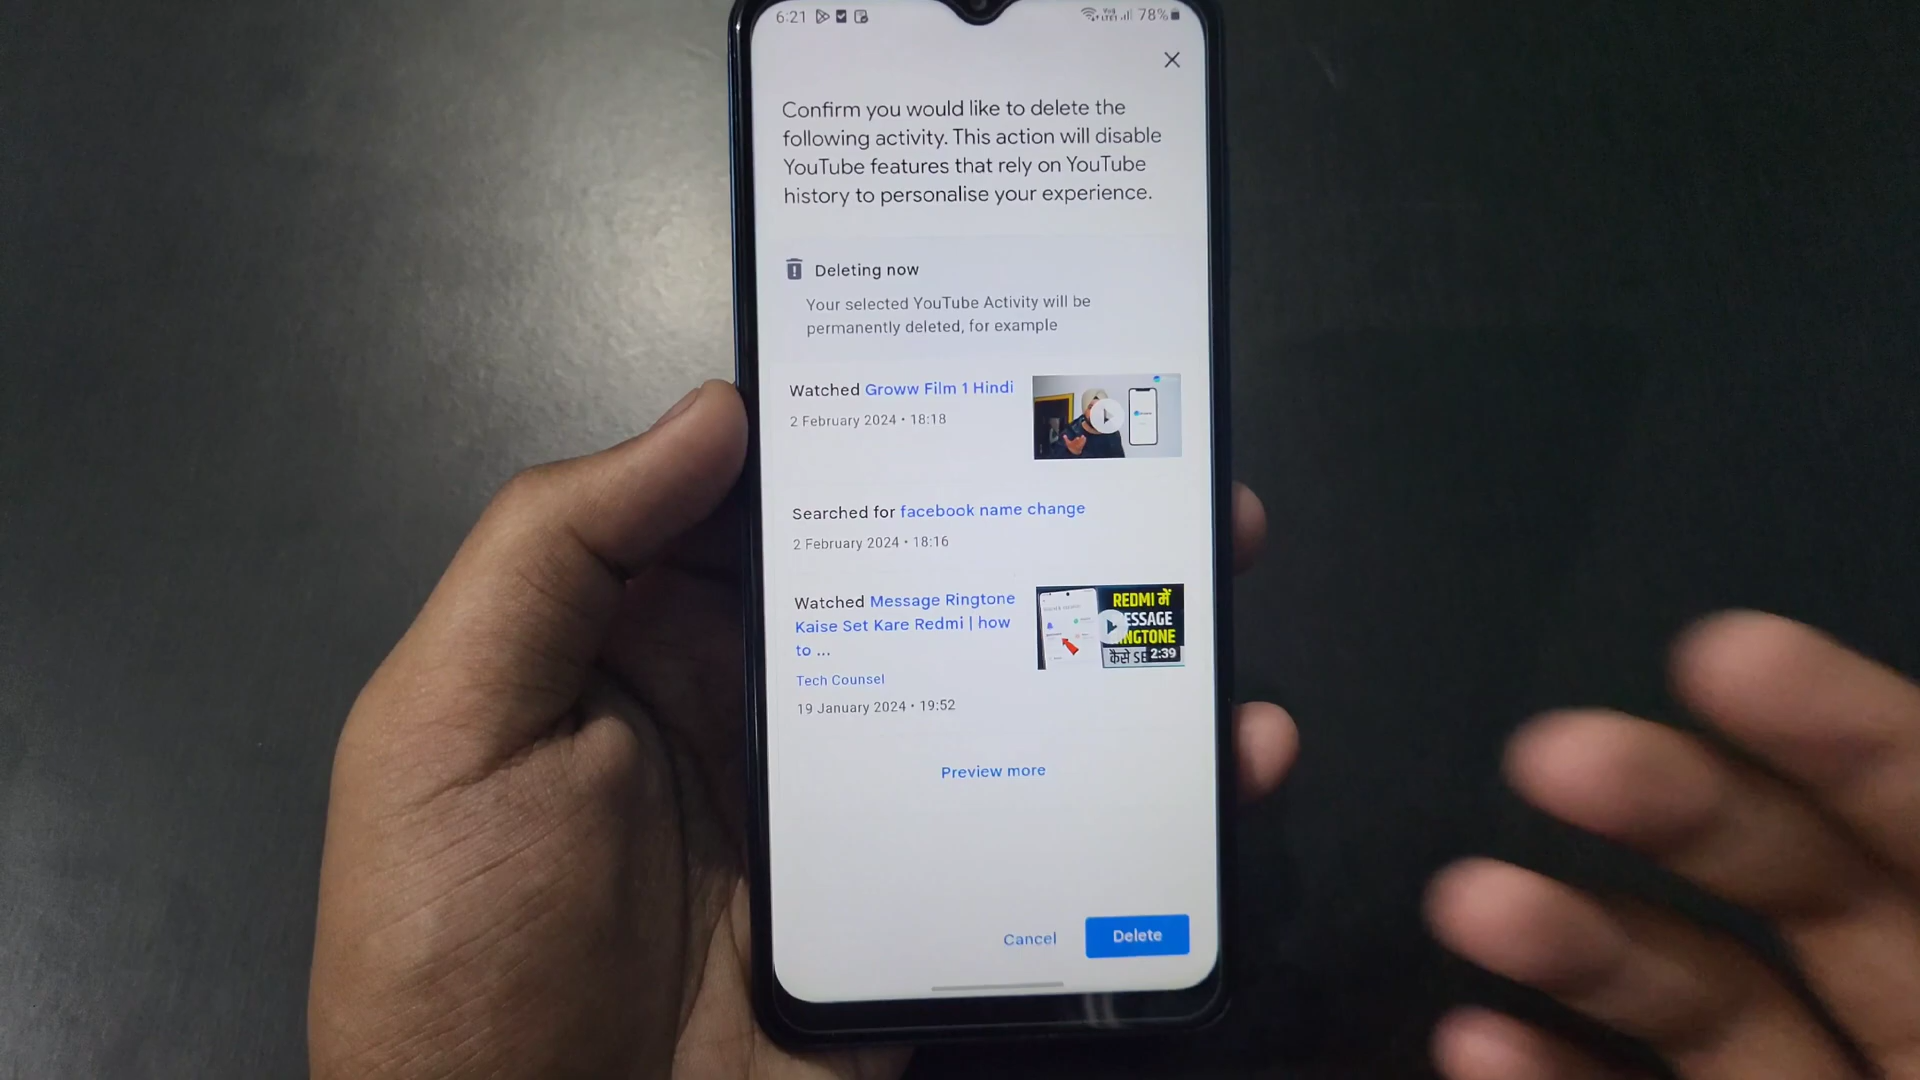 6:21
78%
Confirm you would like to delete the
following activity. This action will disable
YouTube features that rely on YouTube
history to personalise your experience.
Deleting now
Your selected YouTube Activity will be
permanently deleted, for example
Watched Groww Film 1 Hindi
2 February 2024 • 18:18
Searched for facebook name change
2 February 2024 • 18:16
Watched Message Ringtone
Kaise Set Kare Redmi | how
to ...
Tech Counsel
19 January 2024 • 19:52
REDMI में
2:39
Preview more
Cancel
Delete